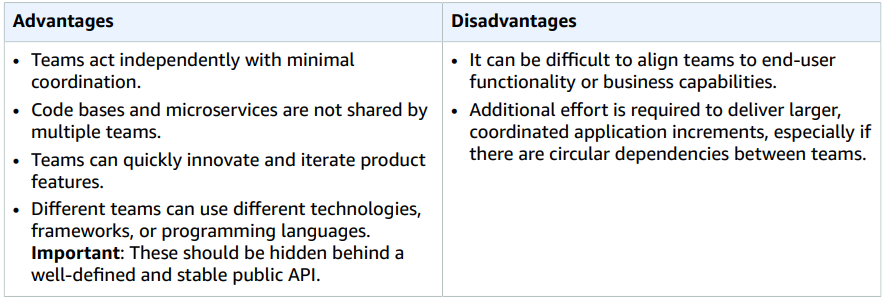 Advantages
Disadvantages
• Teams act independently with minimal
coordination.
• Code bases and microservices are not shared by
multiple teams.
• Teams can quickly innovate and iterate product
features.
• Different teams can use different technologies,
frameworks, or programming languages.
Important: These should be hidden behind a
well-defined and stable public API.
• It can be difficult to align teams to end-user
functionality or business capabilities.
• Additional effort is required to deliver larger,
coordinated application increments, especially if
there are circular dependencies between teams.